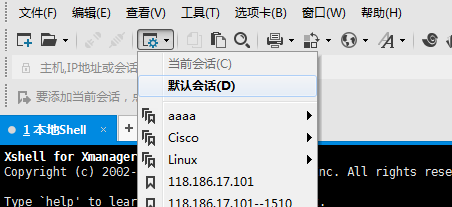 文件(F) 编辑(E) 查看(V) 工具(T) 选项卡(B) 窗口(W) 帮助(H)
主机,IP地址或会话
当前会话(C)
要添加当前会话，
默认会话(D)
aaaa
1 本地Shell
Cisco
Xshell for Xmanager
Linux
Copyright (c) 2002- nc. All rights rese
118.186.17.101
Type `help' to lear
118.186.17.101--1510